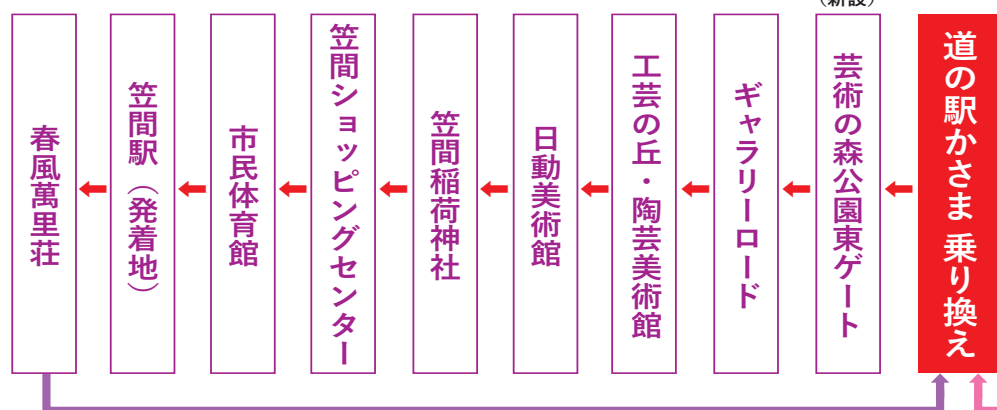 （新設）
道の駅かさま 乗り換え
芸術の森公園東ゲート
ギャラリーロード
工芸の丘・陶芸美術館
日動美術館
笠間稲荷神社
笠間ショッピングセンター
市民体育館
笠間駅（発着地）
春風萬里荘